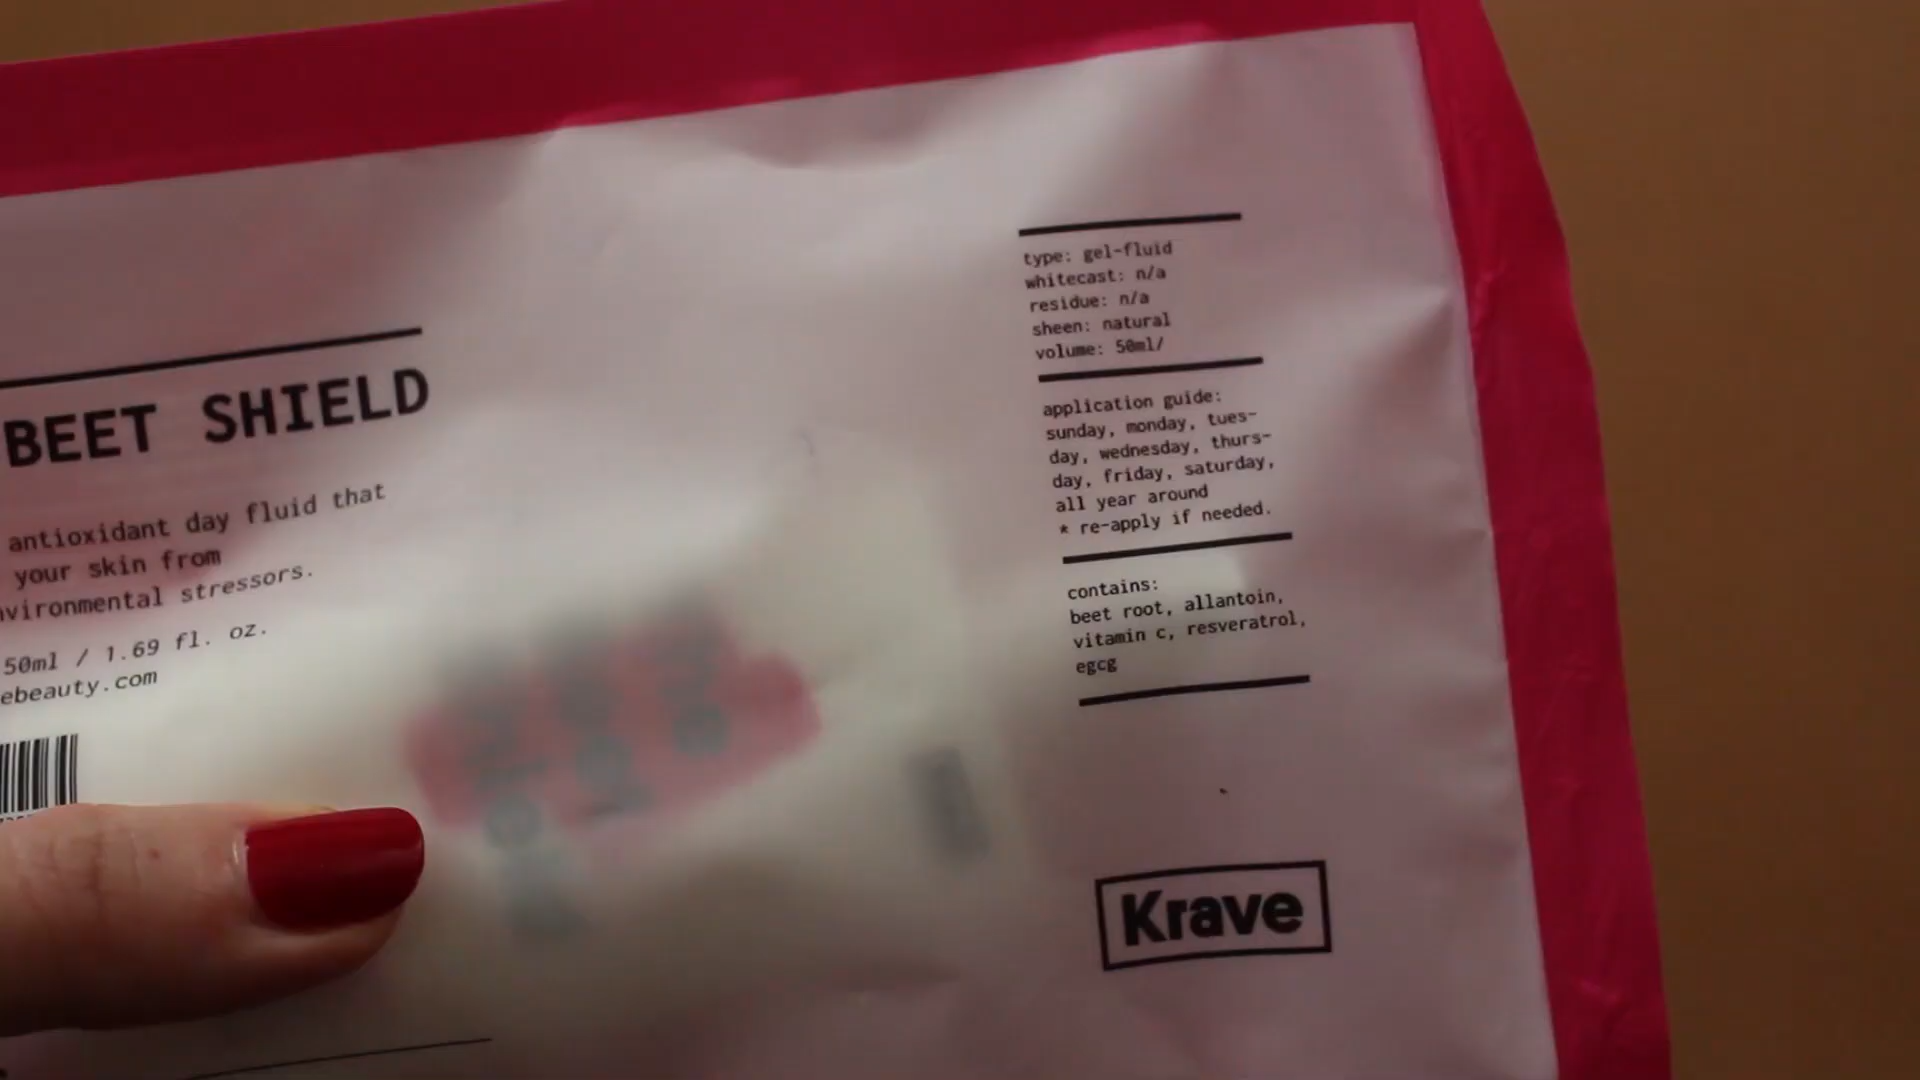 BEET SHIELD
antioxidant day fluid that
your skin from
nvironmental stressors.
50ml / 1.69 fl. oz.
ebeauty.com
type: gel-fluid
whitecast: n/a
residue: n/a
sheen: natural
volume: 50ml/
application guide:
sunday, monday, tues-
day, wednesday, thurs-
day, friday, saturday,
all year around
* re-apply if needed.
contains:
beet root, allantoin,
vitamin c, resveratrol,
egcg
Krave